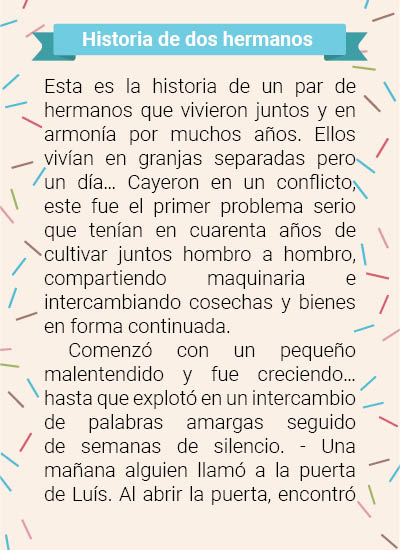 Historia de dos hermanos
Esta es la historia de un par de
hermanos que vivieron juntos y en
armonía por muchos años. Ellos
vivían en granjas separadas pero
un día... Cayeron en un conflicto,
este fue el primer problema serio
que tenían en cuarenta años de
cultivar juntos hombro a hombro,
compartiendo maquinaria e
intercambiando cosechas y bienes
en forma continuada.
Comenzó con un pequeño
malentendido y fue creciendo...
hasta que explotó en un intercambio
de palabras amargas seguido
de semanas de silencio. - Una
mañana alguien llamó a la puerta
de Luís. Al abrir la puerta, encontró